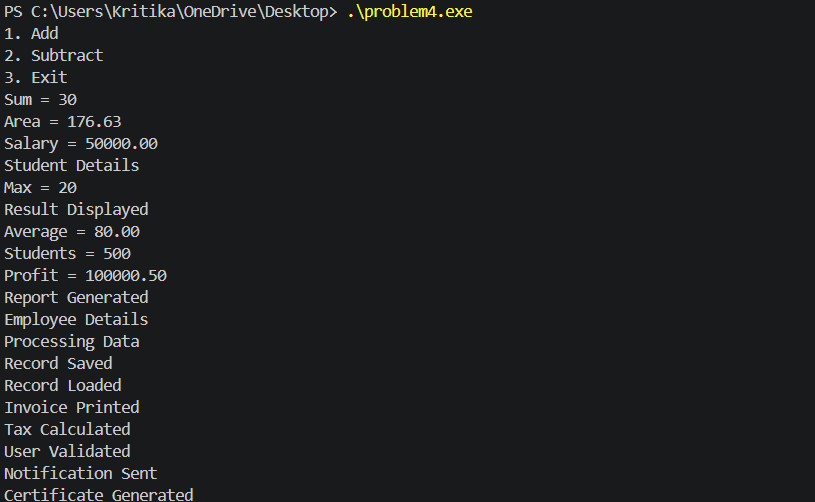 PS C:\Users\Kritika\OneDrive\Desktop> .\problem4.exe
1. Add
2. Subtract
3. Exit
Sum = 30
Area = 176.63
Salary = 50000.00
Student Details
Max = 20
Result Displayed
Average = 80.00
Students = 500
Profit = 100000.50
Report Generated
Employee Details
Processing Data
Record Saved
Record Loaded
Invoice Printed
Tax Calculated
User Validated
Notification Sent
Certificate Generated